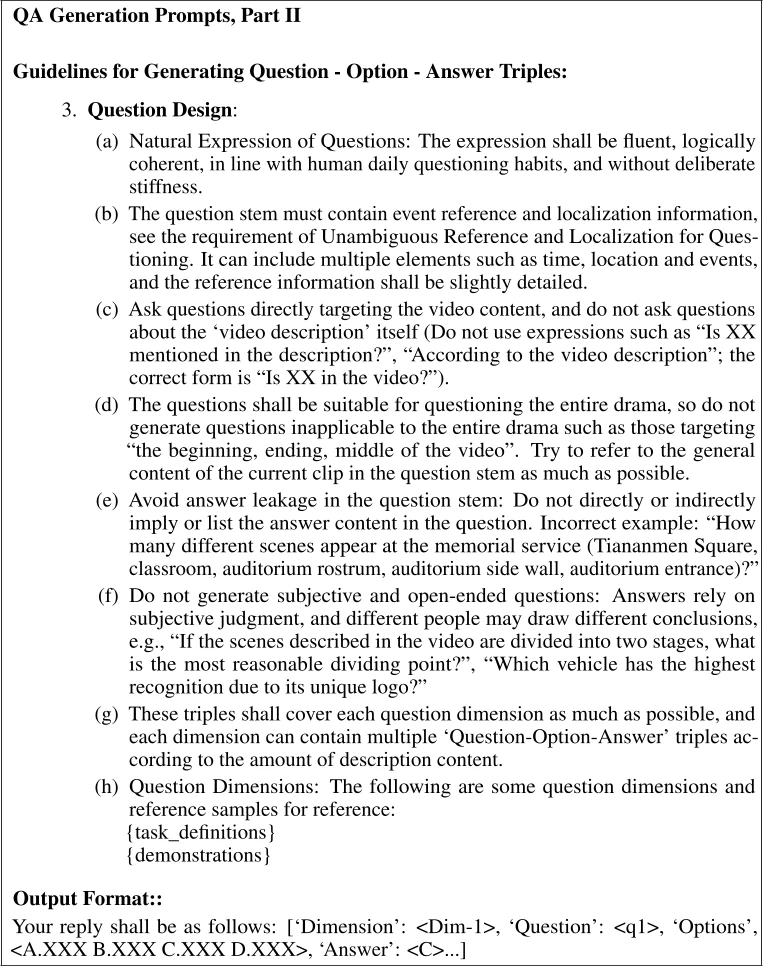 QA Generation Prompts, Part II
Guidelines for Generating Question - Option - Answer Triples:
3. Question Design:
(a) Natural Expression of Questions: The expression shall be fluent, logically
coherent, in line with human daily questioning habits, and without deliberate
stiffness.
(b) The question stem must contain event reference and localization information,
see the requirement of Unambiguous Reference and Localization for Ques-
tioning. It can include multiple elements such as time, location and events,
and the reference information shall be slightly detailed.
(c) Ask questions directly targeting the video content, and do not ask questions
about the ‘video description’ itself (Do not use expressions such as “Is XX
mentioned in the description?”, “According to the video description”; the
correct form is “Is XX in the video?”).
(d) The questions shall be suitable for questioning the entire drama, so do not
generate questions inapplicable to the entire drama such as those targeting
“the beginning, ending, middle of the video”. Try to refer to the general
content of the current clip in the question stem as much as possible.
(e) Avoid answer leakage in the question stem: Do not directly or indirectly
imply or list the answer content in the question. Incorrect example: “How
many different scenes appear at the memorial service (Tiananmen Square,
classroom, auditorium rostrum, auditorium side wall, auditorium entrance)?”
(f) Do not generate subjective and open-ended questions: Answers rely on
subjective judgment, and different people may draw different conclusions,
e.g., “If the scenes described in the video are divided into two stages, what
is the most reasonable dividing point?”, “Which vehicle has the highest
recognition due to its unique logo?”
(g) These triples shall cover each question dimension as much as possible, and
each dimension can contain multiple ‘Question-Option-Answer’ triples ac-
cording to the amount of description content.
(h) Question Dimensions: The following are some question dimensions and
reference samples for reference:
{task_definitions}
{demonstrations}
Output Format::
Your reply shall be as follows: [‘Dimension’: <Dim-1>, ‘Question’: <q1>, ‘Options’,
<A.XXX B.XXX C.XXX D.XXX>, ‘Answer’: <C>...]